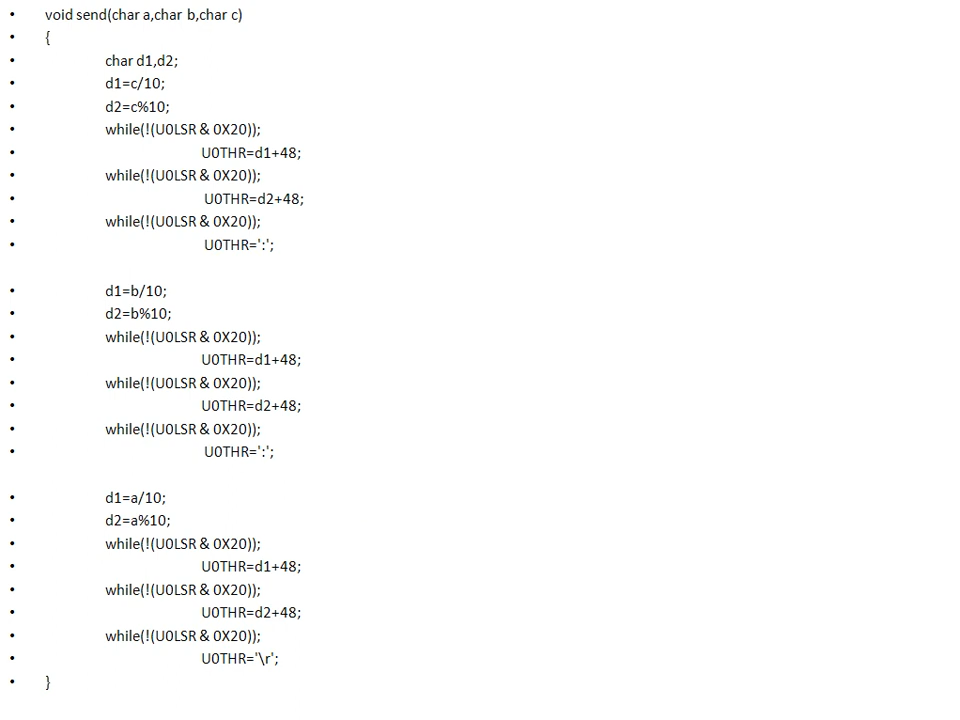 • void send(char a,char b,char c)
• {
• char d1,d2;
• d1=c/10;
• d2=c%10;
• while(!(U0LSR & 0X20));
• U0THR=d1+48;
• while(!(U0LSR & 0X20));
• U0THR=d2+48;
• while(!(U0LSR & 0X20));
• U0THR=':';
• d1=b/10;
• d2=b%10;
• while(!(U0LSR & 0X20));
• U0THR=d1+48;
• while(!(U0LSR & 0X20));
• U0THR=d2+48;
• while(!(U0LSR & 0X20));
• U0THR=':';
• d1=a/10;
• d2=a%10;
• while(!(U0LSR & 0X20));
• U0THR=d1+48;
• while(!(U0LSR & 0X20));
• U0THR=d2+48;
• while(!(U0LSR & 0X20));
• U0THR='\r';
• }